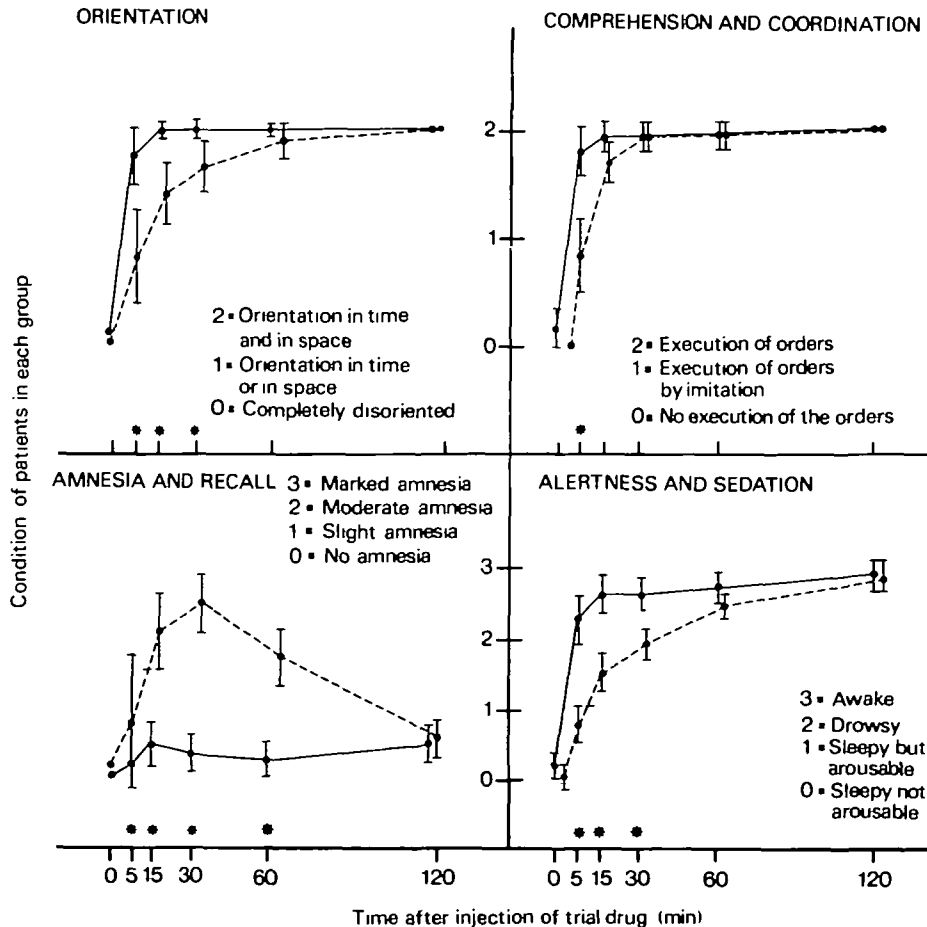 ORIENTATION
COMPREHENSION AND COORDINATION
Condition of patients in each group
2 = Orientation in time
and in space
1 = Orientation in time
or in space
0 = Completely disoriented
* * *
2
1
0
2 = Execution of orders
1 = Execution of orders
by imitation
0 = No execution of the orders
*
AMNESIA AND RECALL
3 = Marked amnesia
2 = Moderate amnesia
1 = Slight amnesia
0 = No amnesia
* * * *
0 5 15 30 60 120
ALERTNESS AND SEDATION
3
2
1
0
3 = Awake
2 = Drowsy
1 = Sleepy but
arousable
0 = Sleepy not
arousable
* * *
0 5 15 30 60 120
Time after injection of trial drug (min)